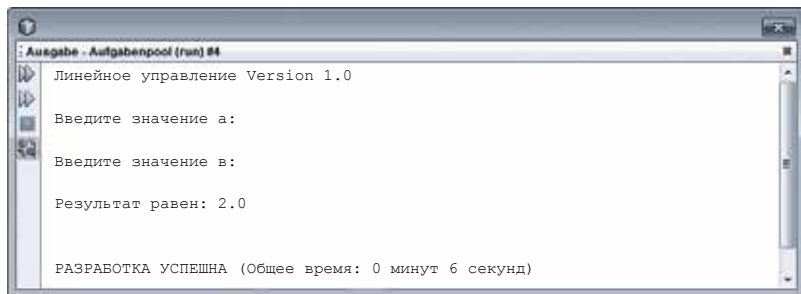 Ausgabe - Aufgabenpool (run) #4
Линейное управление Version 1.0
Введите значение а:
Введите значение в:
Результат равен: 2.0
РАЗРАБОТКА УСПЕШНА (Общее время: 0 минут 6 секунд)